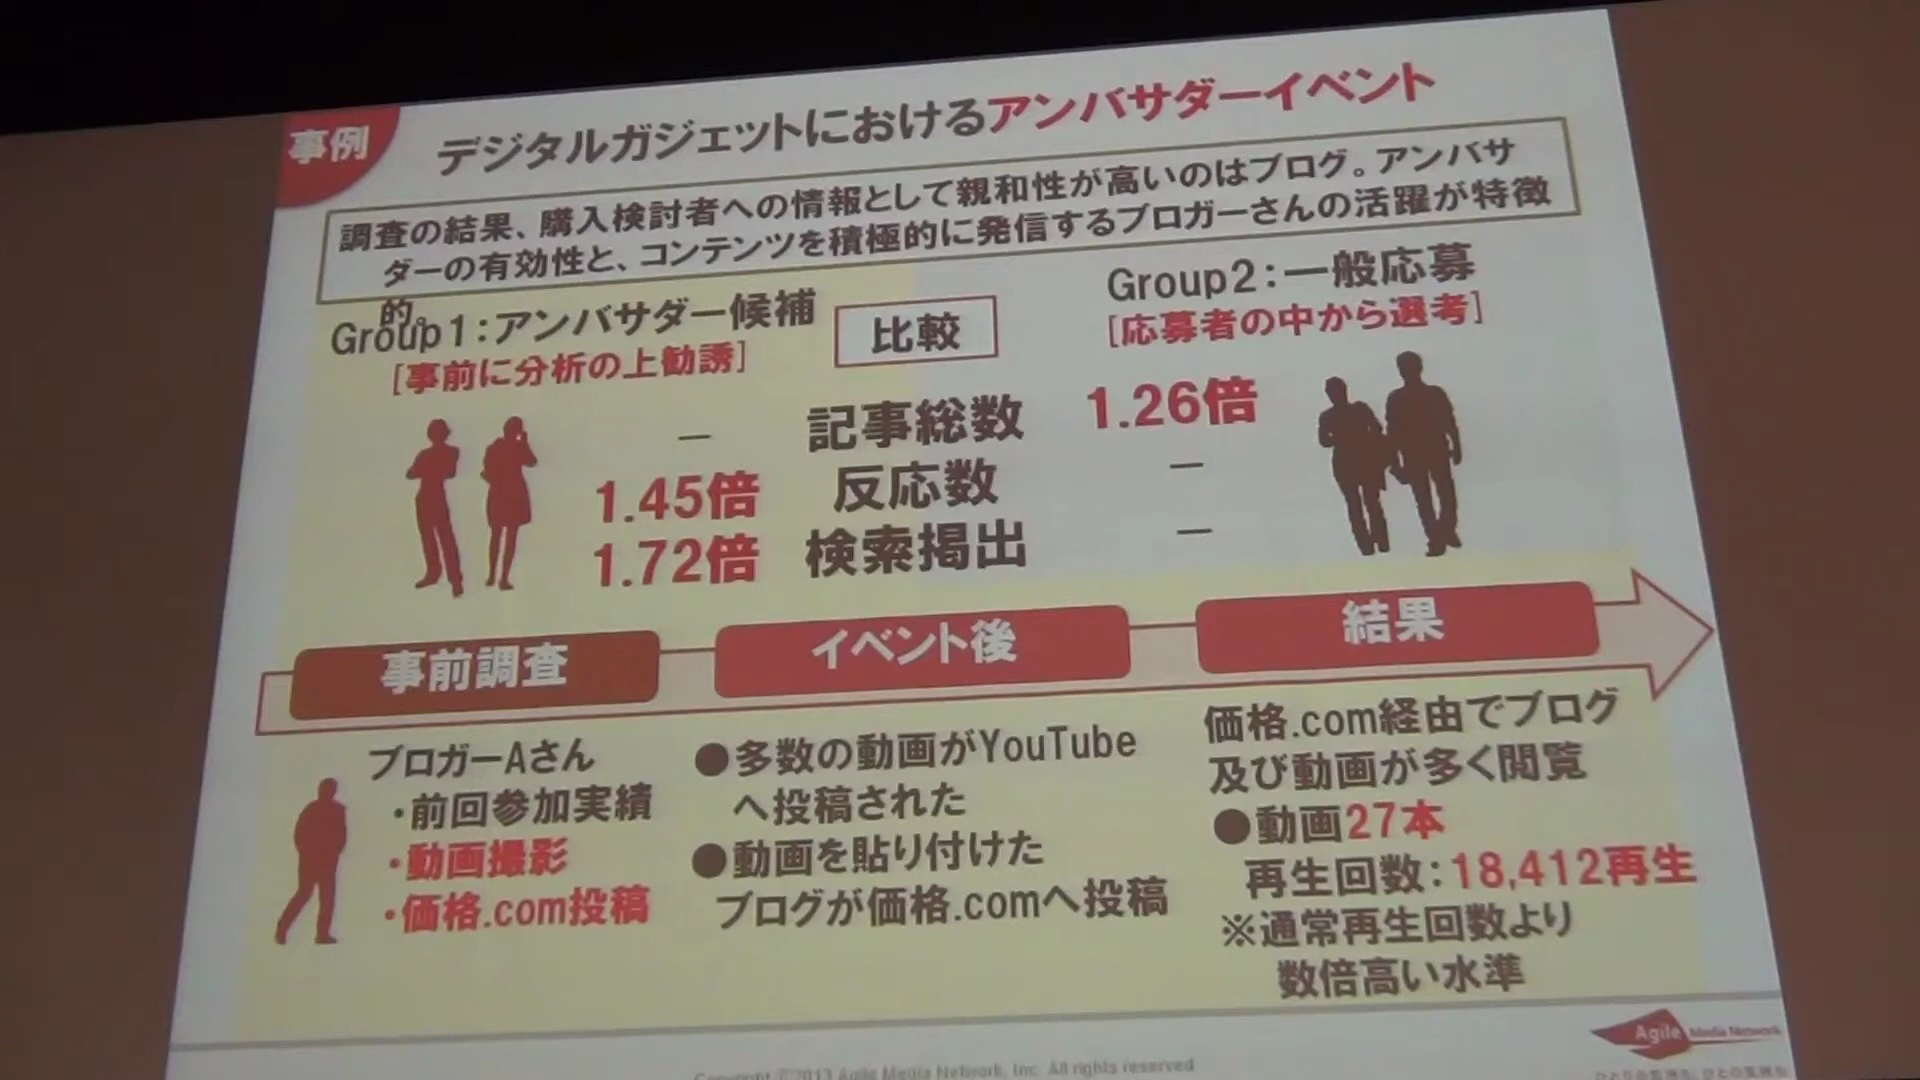 事例
デジタルガジェットにおけるアンバサダーイベント
調査の結果、購入検討者への情報として親和性が高いのはブログ。アンバサ
ダーの有効性と、コンテンツを積極的に発信するブロガーさんの活躍が特徴
的。
Group1:アンバサダー候補
[事前に分析の上勧誘]
比較
Group2:一般応募
[応募者の中から選考]
－ 記事総数 1.26倍
1.45倍 反応数 －
1.72倍 検索掲出 －
事前調査
イベント後
結果
ブロガーAさん
・前回参加実績
・動画撮影
・価格.com投稿
●多数の動画がYouTube
へ投稿された
●動画を貼り付けた
ブログが価格.comへ投稿
価格.com経由でブログ
及び動画が多く閲覧
●動画27本
再生回数:18,412再生
※通常再生回数より
数倍高い水準
Copyright ©2013 Agile Media Network, Inc. All rights reserved
Agile Media Network